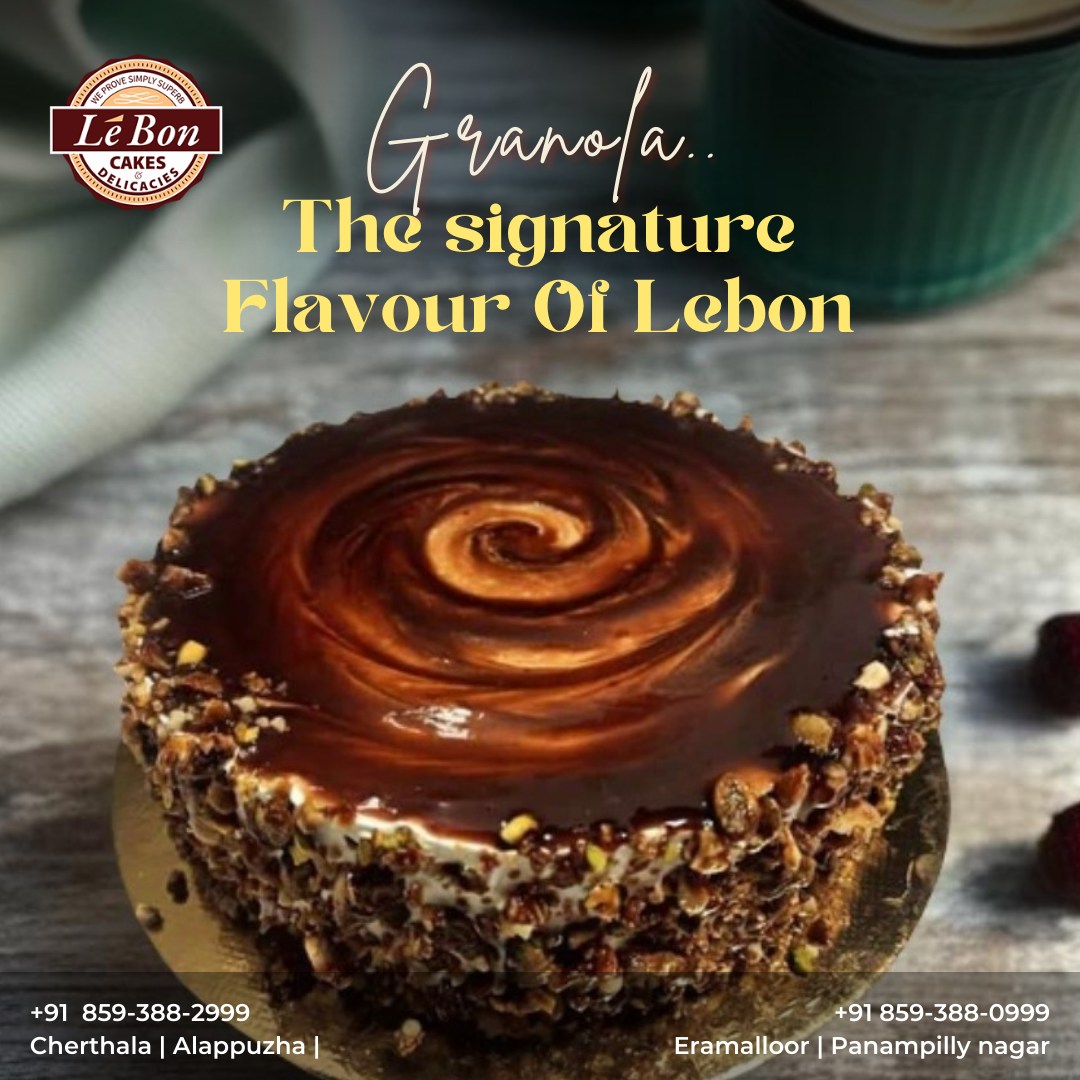 WE PROVE SIMPLY SUPERB
Lé Bon
CAKES
&
DELICACIES
Granola..
The signature
Flavour Of Lebon
+91 859-388-2999
Cherthala | Alappuzha |
+91 859-388-0999
Eramalloor | Panampilly nagar